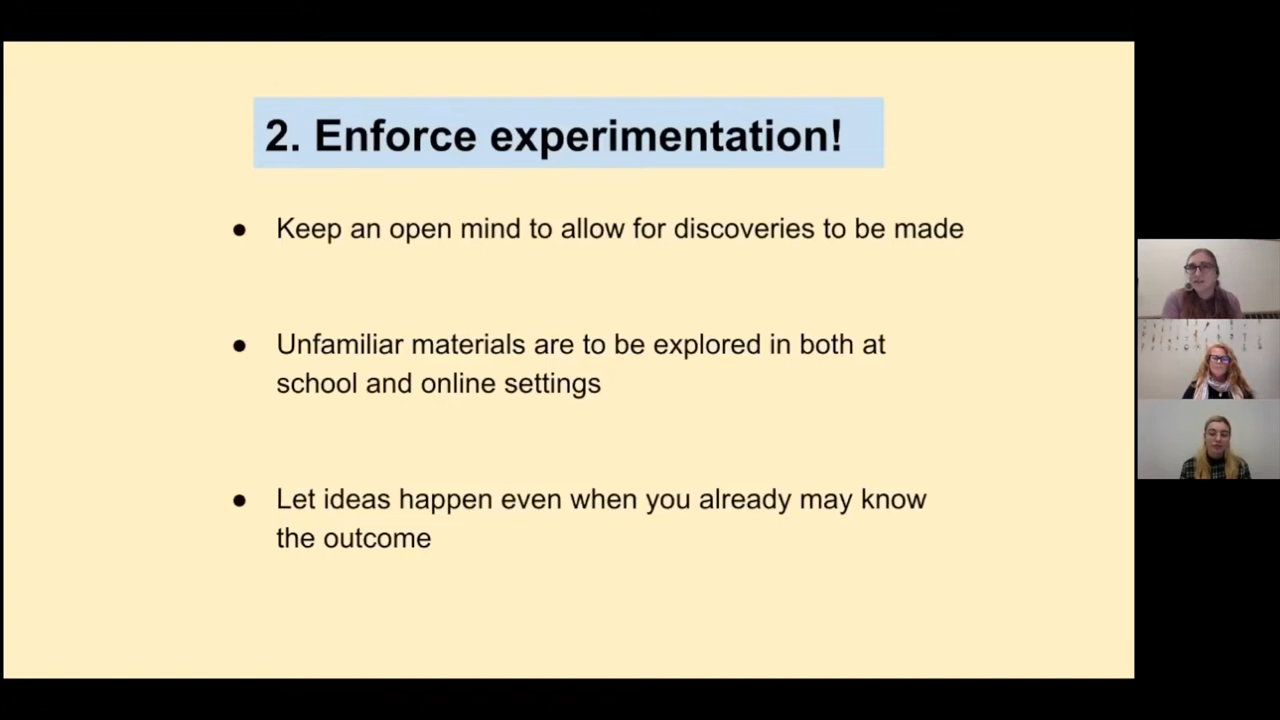 2. Enforce experimentation!
● Keep an open mind to allow for discoveries to be made
● Unfamiliar materials are to be explored in both at
school and online settings
● Let ideas happen even when you already may know
the outcome